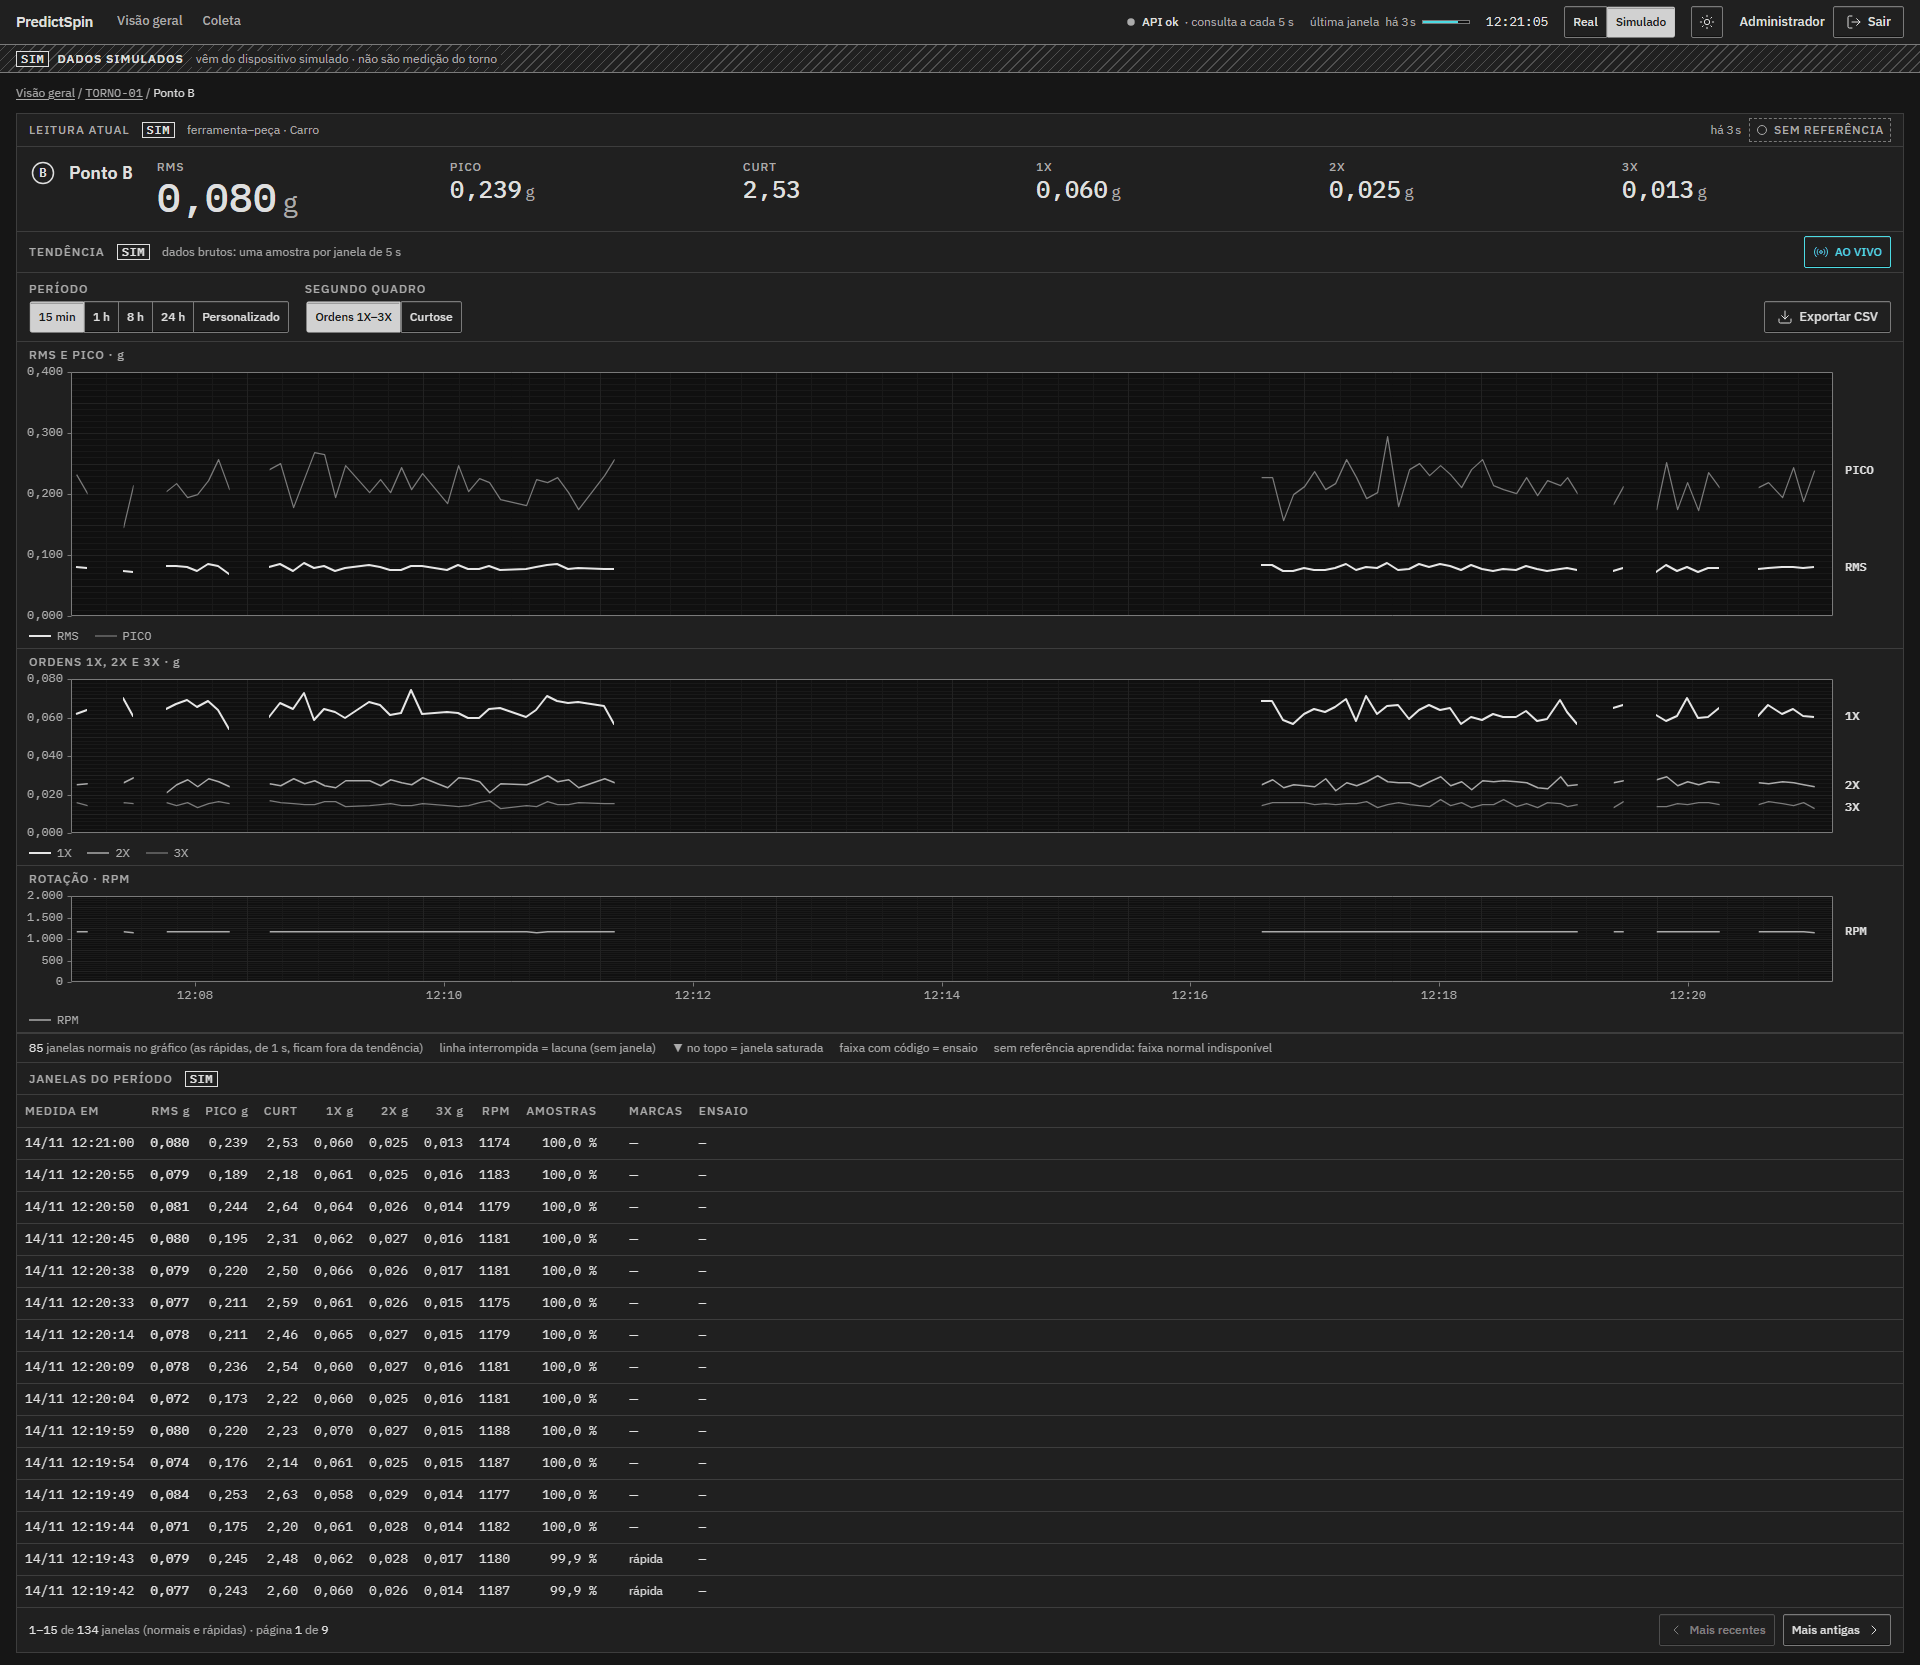 PredictSpin Visão geral Coleta API ok · consulta a cada 5 s última janela há 3 s 12:21:05 Real Simulado Administrador Sair
SIM DADOS SIMULADOS vêm do dispositivo simulado · não são medição do torno
Visão geral / TORNO-01 / Ponto B
LEITURA ATUAL SIM ferramenta–peça · Carro há 3 s SEM REFERÊNCIA
B Ponto B
RMS PICO CURT 1X 2X 3X
0,080 g 0,239 g 2,53 0,060 g 0,025 g 0,013 g
TENDÊNCIA SIM dados brutos: uma amostra por janela de 5 s AO VIVO
PERÍODO SEGUNDO QUADRO
15 min 1 h 8 h 24 h Personalizado Ordens 1X–3X Curtose Exportar CSV
RMS E PICO · g
0,400
0,300
PICO
0,200
0,100
RMS
0,000
RMS PICO
ORDENS 1X, 2X E 3X · g
0,080
0,060 1X
0,040
2X
0,020
3X
0,000
1X 2X 3X
ROTAÇÃO · RPM
2.000
1.500
1.000 RPM
500
0
12:08 12:10 12:12 12:14 12:16 12:18 12:20
RPM
85 janelas normais no gráfico (as rápidas, de 1 s, ficam fora da tendência) linha interrompida = lacuna (sem janela) ▼ no topo = janela saturada faixa com código = ensaio sem referência aprendida: faixa normal indisponível
JANELAS DO PERÍODO SIM
MEDIDA EM RMS g PICO g CURT 1X g 2X g 3X g RPM AMOSTRAS MARCAS ENSAIO
14/11 12:21:00 0,080 0,239 2,53 0,060 0,025 0,013 1174 100,0 % — —
14/11 12:20:55 0,079 0,189 2,18 0,061 0,025 0,016 1183 100,0 % — —
14/11 12:20:50 0,081 0,244 2,64 0,064 0,026 0,014 1179 100,0 % — —
14/11 12:20:45 0,080 0,195 2,31 0,062 0,027 0,016 1181 100,0 % — —
14/11 12:20:38 0,079 0,220 2,50 0,066 0,026 0,017 1181 100,0 % — —
14/11 12:20:33 0,077 0,211 2,59 0,061 0,026 0,015 1175 100,0 % — —
14/11 12:20:14 0,078 0,211 2,46 0,065 0,027 0,015 1179 100,0 % — —
14/11 12:20:09 0,078 0,236 2,54 0,060 0,027 0,016 1181 100,0 % — —
14/11 12:20:04 0,072 0,173 2,22 0,060 0,025 0,016 1181 100,0 % — —
14/11 12:19:59 0,080 0,220 2,23 0,070 0,027 0,015 1188 100,0 % — —
14/11 12:19:54 0,074 0,176 2,14 0,061 0,025 0,015 1187 100,0 % — —
14/11 12:19:49 0,084 0,253 2,63 0,058 0,029 0,014 1177 100,0 % — —
14/11 12:19:44 0,071 0,175 2,20 0,061 0,028 0,014 1182 100,0 % — —
14/11 12:19:43 0,079 0,245 2,48 0,062 0,028 0,017 1180 99,9 % rápida —
14/11 12:19:42 0,077 0,243 2,60 0,060 0,026 0,014 1187 99,9 % rápida —
1–15 de 134 janelas (normais e rápidas) · página 1 de 9 Mais recentes Mais antigas